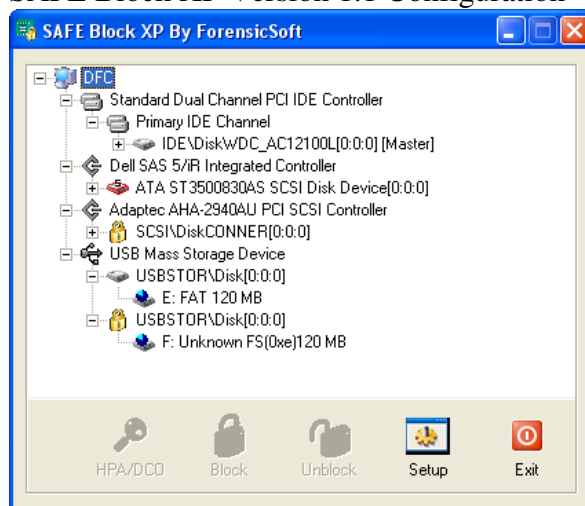 SAFE Block XP By ForensicSoft
DFC
Standard Dual Channel PCI IDE Controller
Primary IDE Channel
IDE\DiskWDC_AC12100L[0:0:0] [Master]
Dell SAS 5/iR Integrated Controller
ATA ST3500830AS SCSI Disk Device[0:0:0]
Adaptec AHA-2940AU PCI SCSI Controller
SCSI\DiskCONNER[0:0:0]
USB Mass Storage Device
USBSTOR\Disk[0:0:0]
E: FAT 120 MB
USBSTOR\Disk[0:0:0]
F: Unknown FS(0xe)120 MB
HPA/DCO Block Unblock Setup Exit